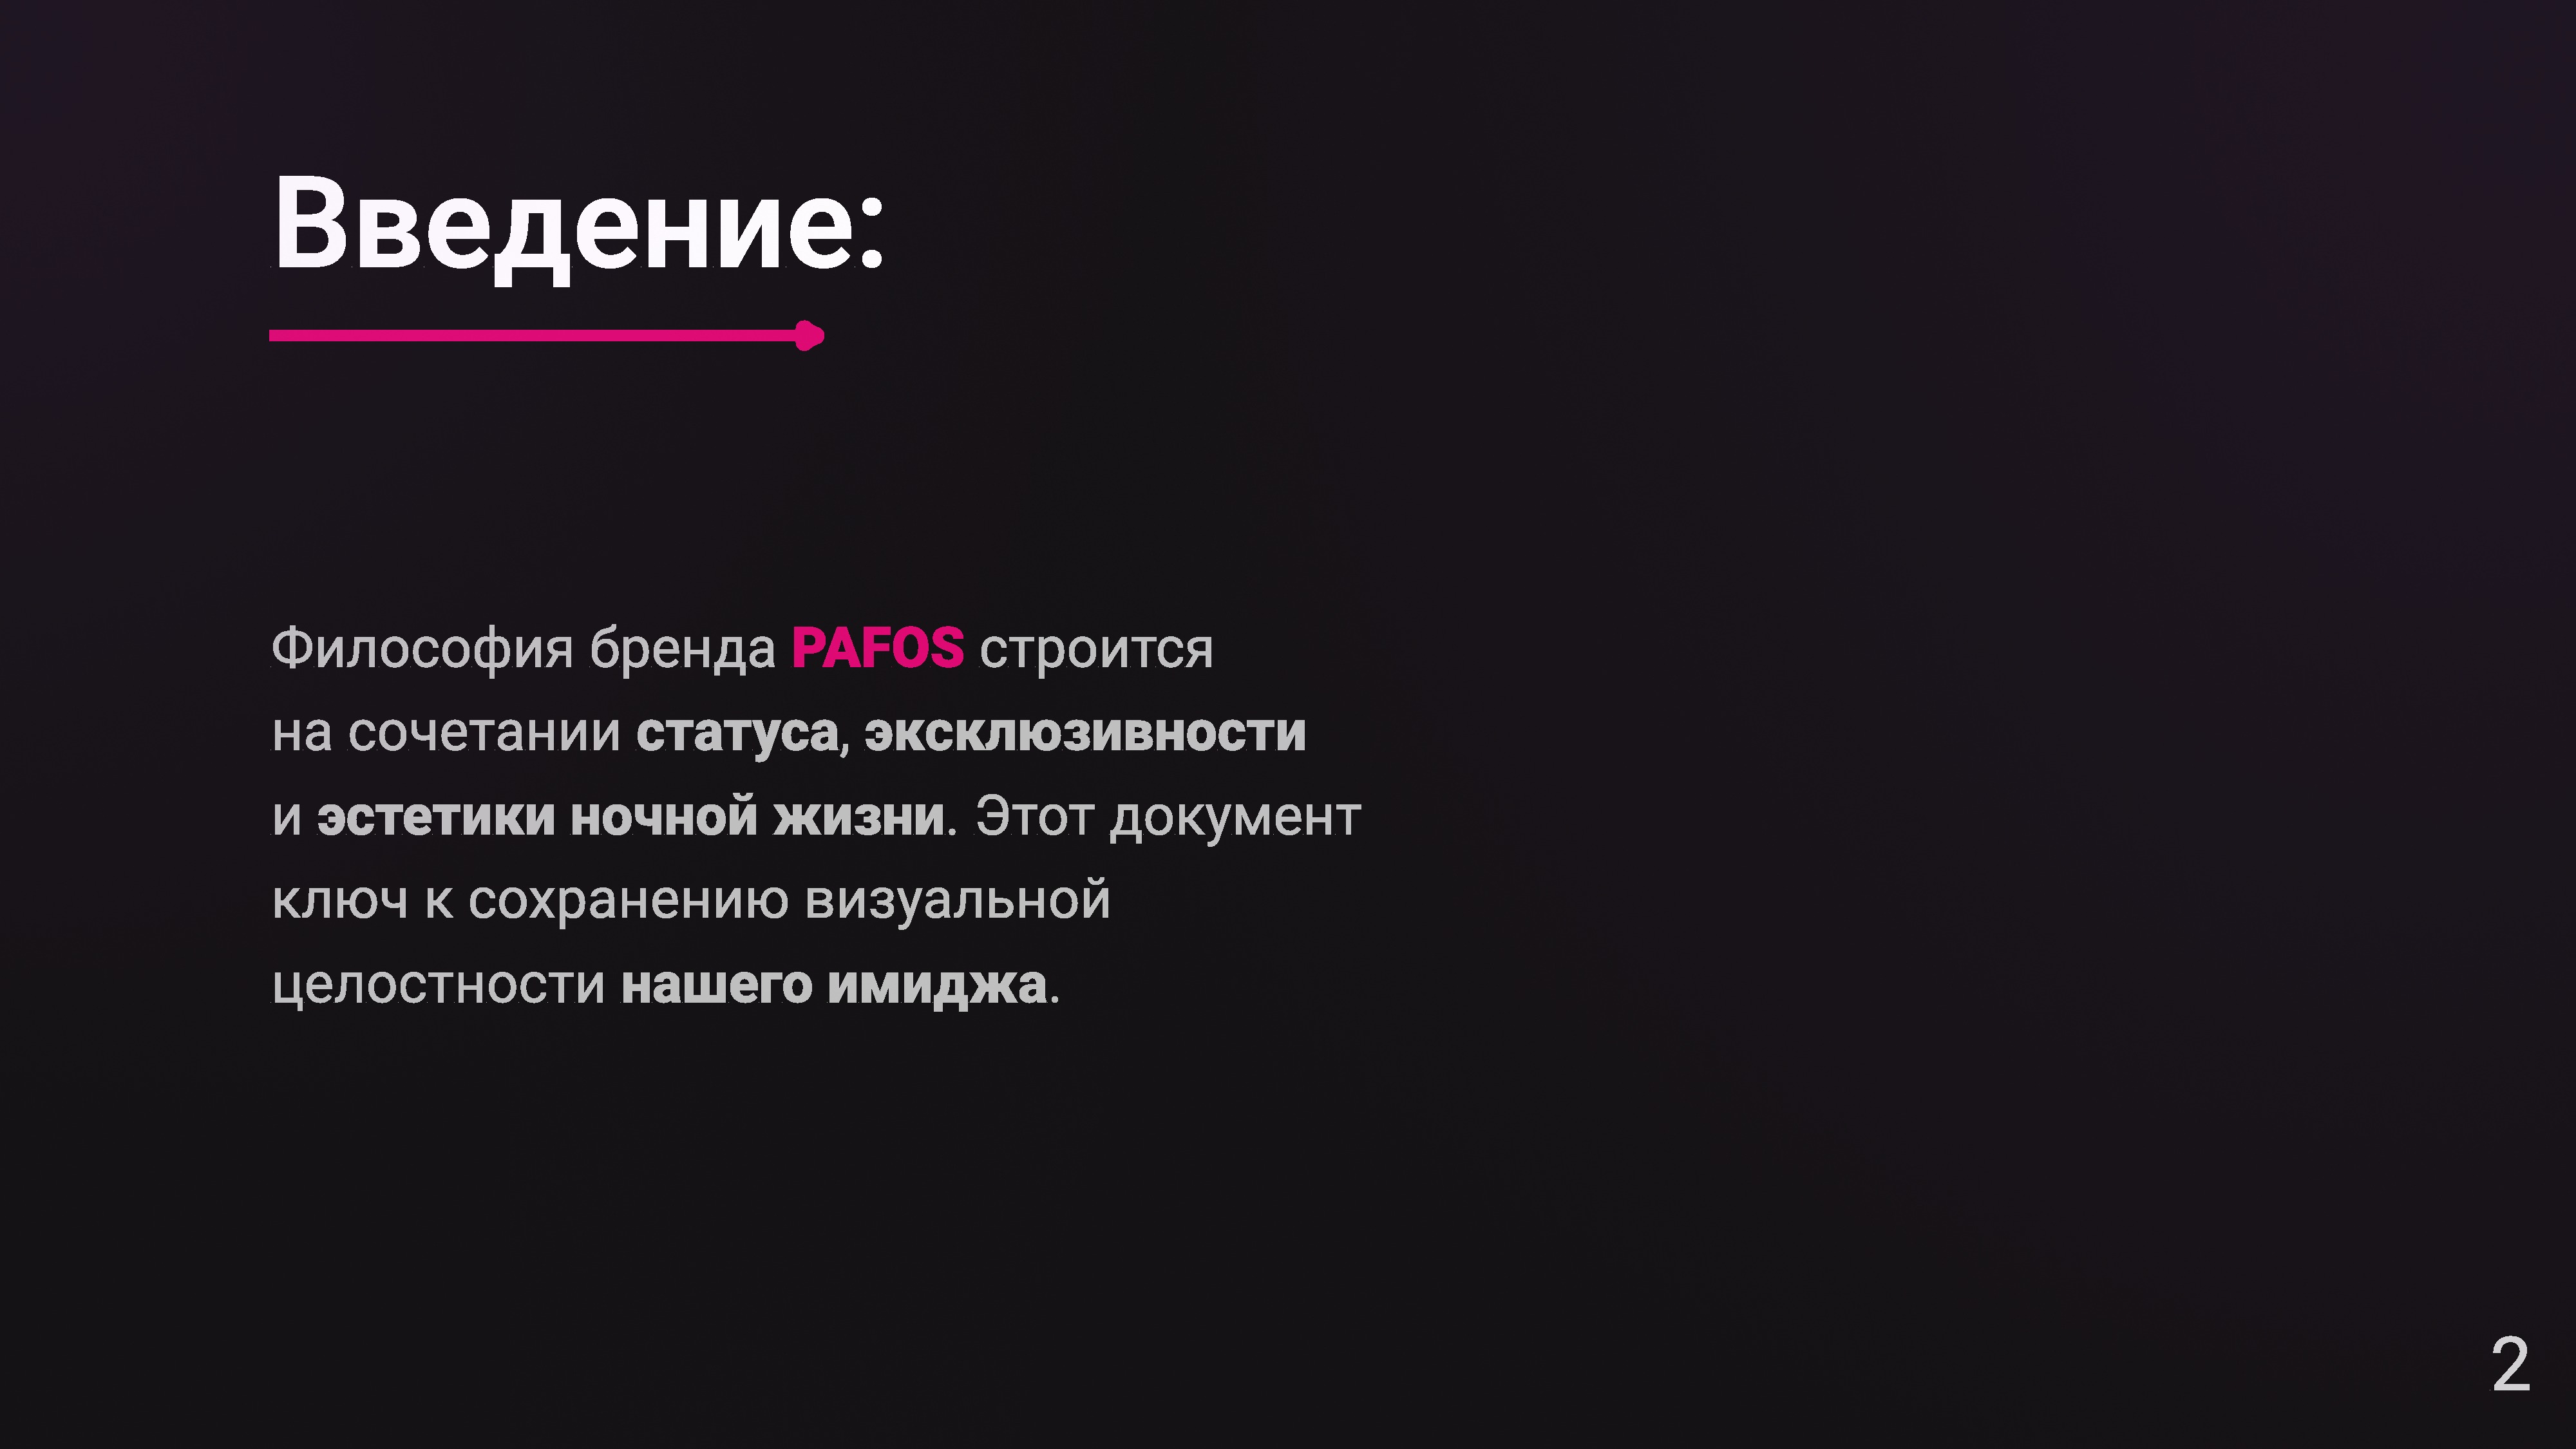 Введение:
Философия бренда PAFOS строится
на сочетании статуса, эксклюзивности
и эстетики ночной жизни. Этот документ
ключ к сохранению визуальной
целостности нашего имиджа.
2